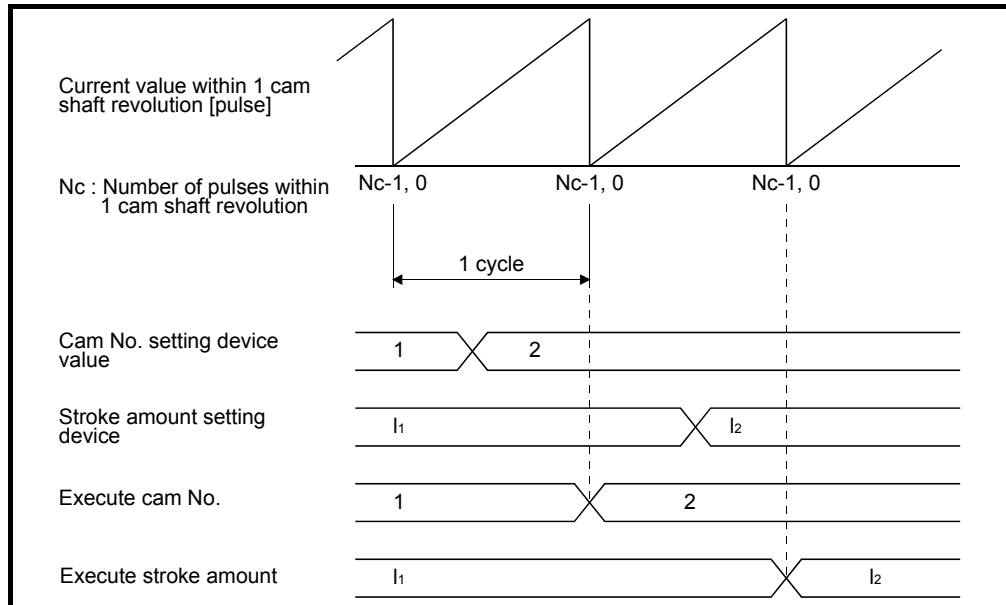 Current value within 1 cam
shaft revolution [pulse]
Nc : Number of pulses within
1 cam shaft revolution
Nc-1, 0 Nc-1, 0 Nc-1, 0
1 cycle
Cam No. setting device
value
1 2
Stroke amount setting
device
l1 l2
Execute cam No.
1 2
Execute stroke amount
l1 l2